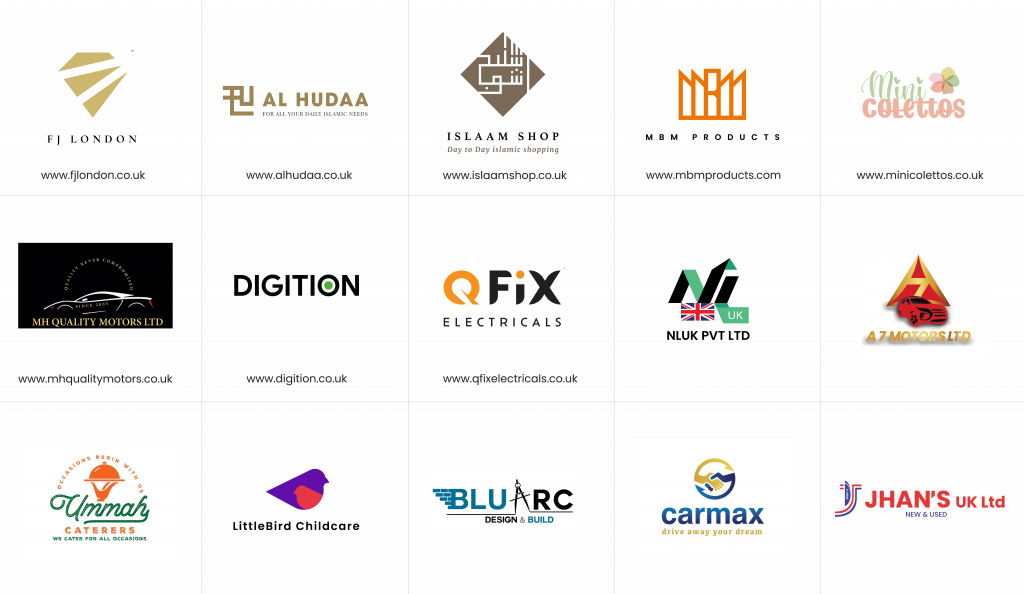 FJ LONDON
www.fjlondon.co.uk
AL HUDAA
FOR ALL YOUR DAILY ISLAMIC NEEDS
www.alhudaa.co.uk
ISLAAM SHOP
Day to Day islamic shopping
www.islaamshop.co.uk
MBM PRODUCTS
www.mbmproducts.com
Mini
COLETTOS
www.minicolettos.co.uk
QUALITY NEVER COMPROMISED
SINCE 2005
MH QUALITY MOTORS LTD
www.mhqualitymotors.co.uk
DIGITION
www.digition.co.uk
QFiX
ELECTRICALS
www.qfixelectricals.co.uk
Ni
UK
NLUK PVT LTD
A7 MOTORS LTD
OCCASIONS BEGIN WITH US
Ummah
CATERERS
WE CATER FOR ALL OCCASIONS
LittleBird Childcare
BLUARC
DESIGN & BUILD
carmax
drive away your dream
JHAN'S UK Ltd
NEW & USED